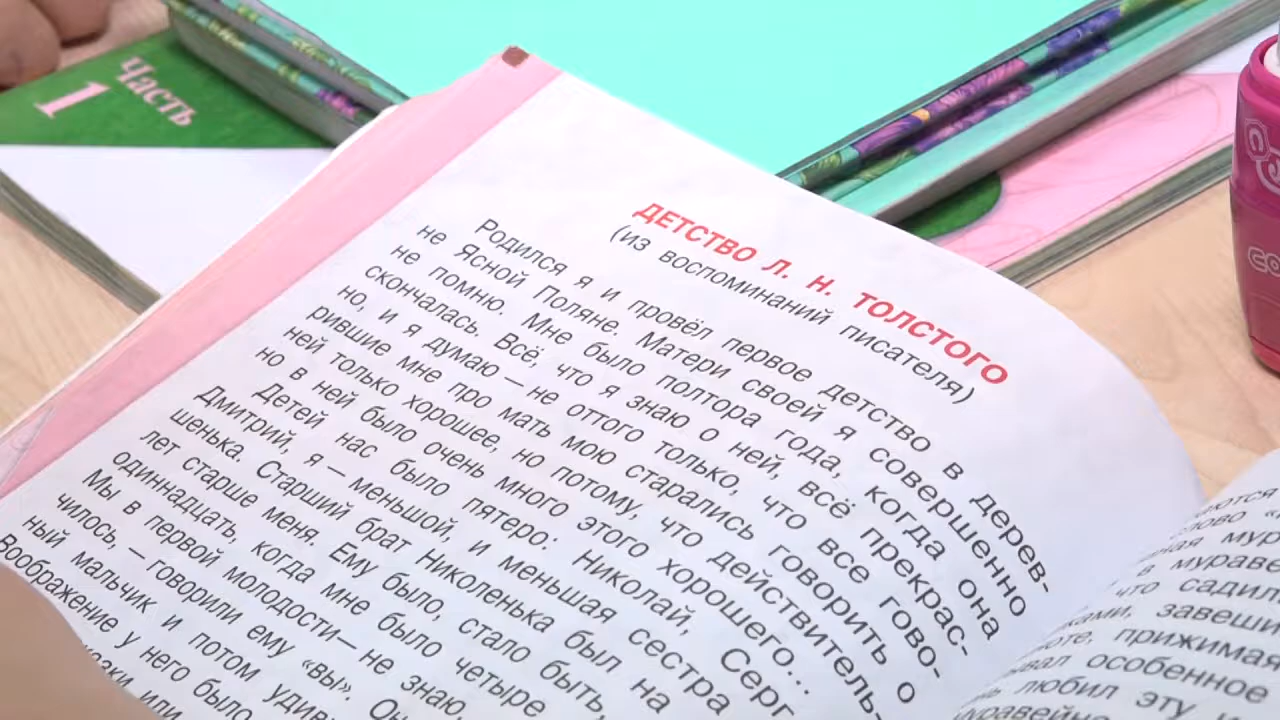 Часть
1
ДЕТСТВО Л. Н. ТОЛСТОГО
(из воспоминаний писателя)
Родился я и провёл первое детство в дерев-
не Ясной Поляне. Матери своей я совершенно
не помню. Мне было полтора года, когда она
скончалась. Всё, что я знаю о ней, всё прекрас-
но, и я думаю — не оттого только, что все гово-
рившие мне про мать мою старались говорить о
ней только хорошее, но потому, что действитель-
но в ней было очень много этого хорошего...
Детей нас было пятеро: Николай, Серг
Дмитрий, я — меньшой, и меньшая сестра
шенька. Старший брат Николенька был на
лет старше меня. Ему было, стало быть,
одиннадцать, когда мне было четыре
Мы в первой молодости — не знаю,
чилось, — говорили ему «вы». Он
ный мальчик и потом удив
Воображение у него было
или
слово
в муравей
что садил
завеши
прижимая
особенное
любил эту
муравейн